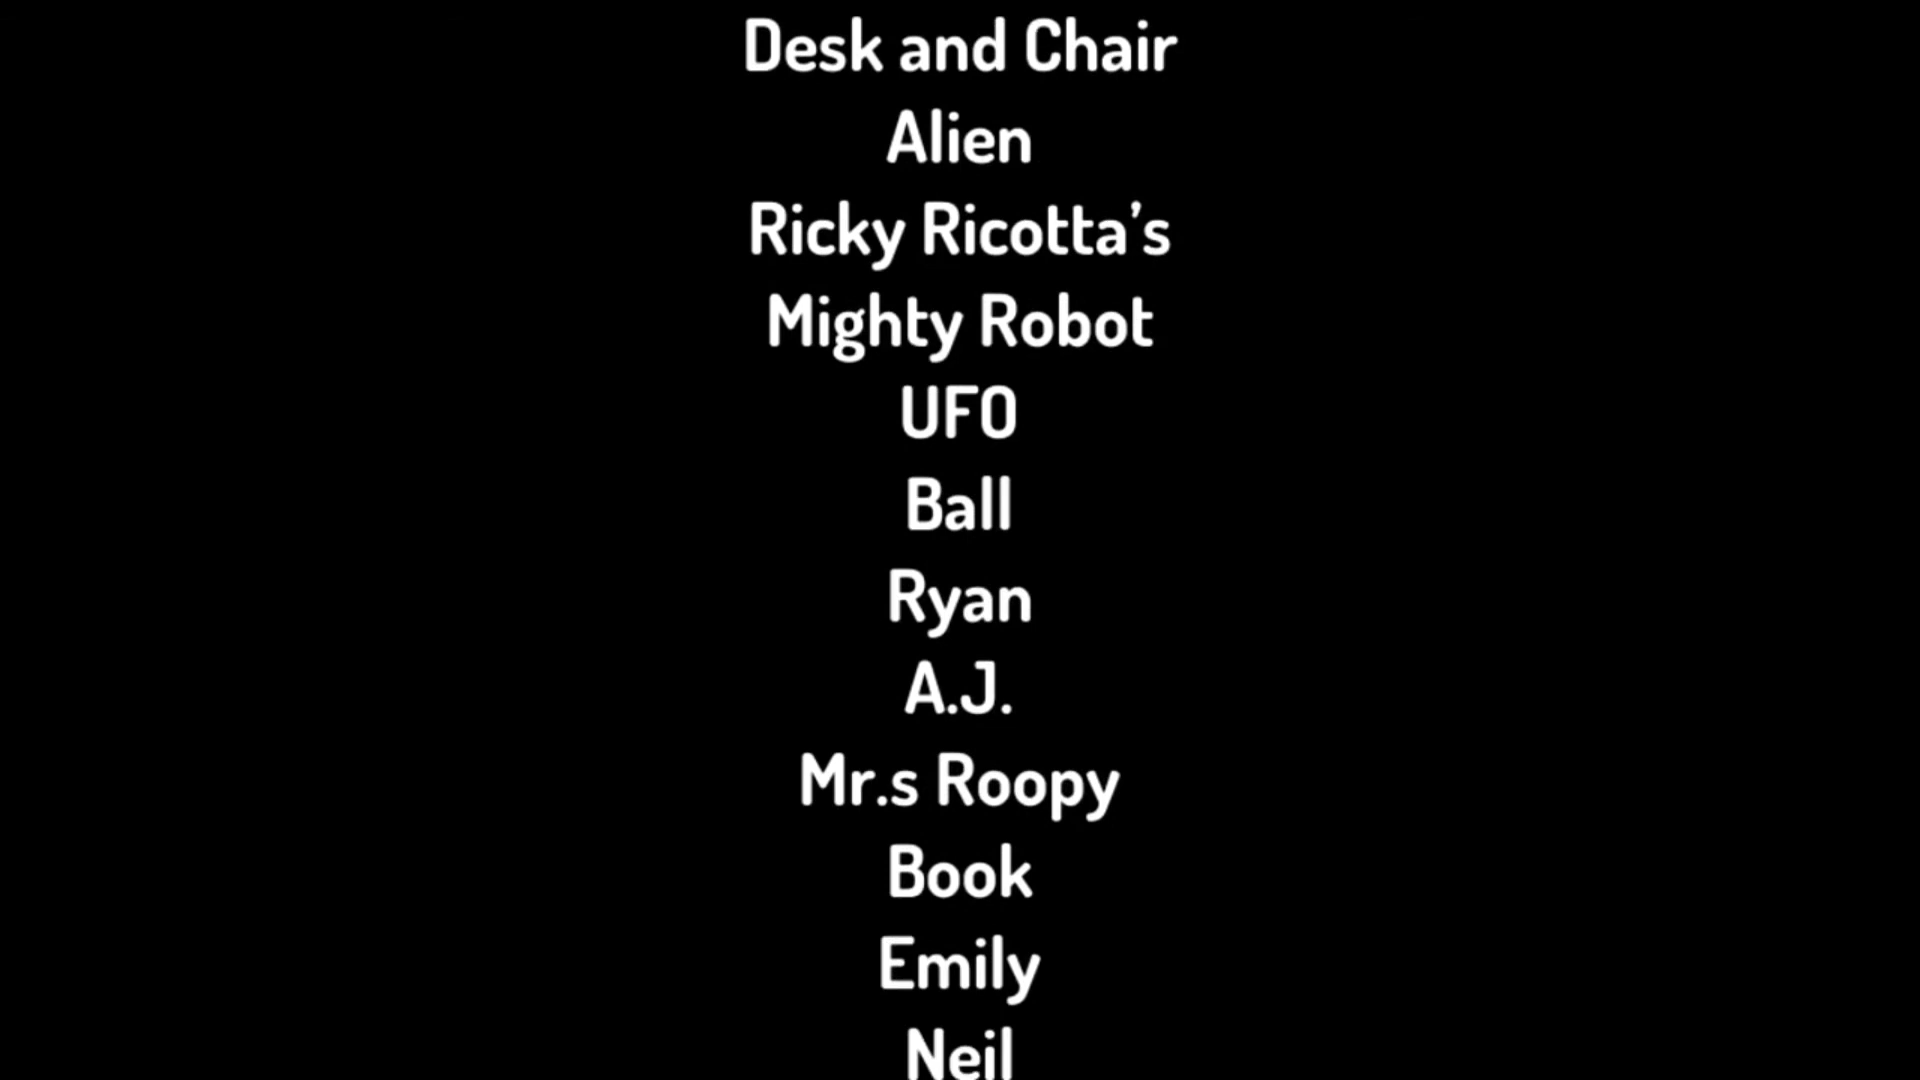 Desk and Chair
Alien
Ricky Ricotta’s
Mighty Robot
UFO
Ball
Ryan
A.J.
Mr.s Roopy
Book
Emily
Neil